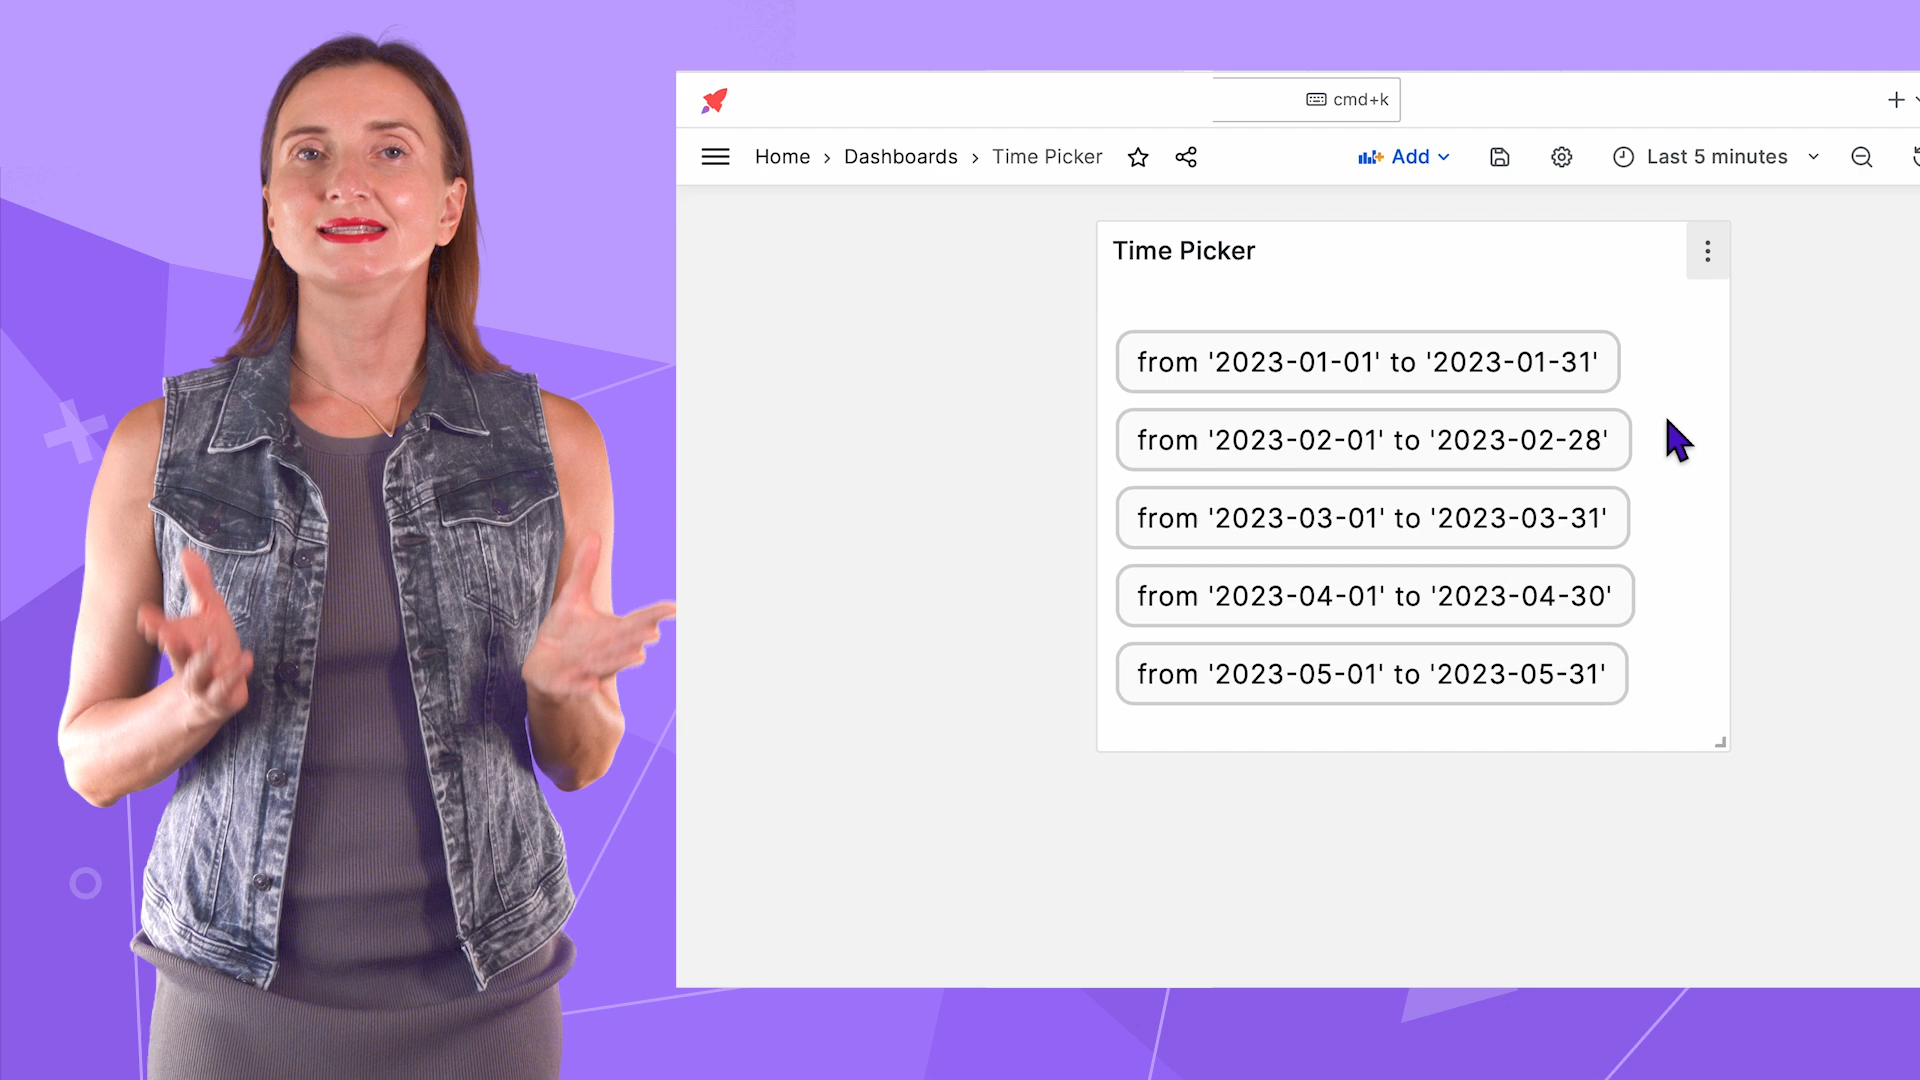 cmd+k
Home › Dashboards › Time Picker
Add
Last 5 minutes
Time Picker
from '2023-01-01' to '2023-01-31'
from '2023-02-01' to '2023-02-28'
from '2023-03-01' to '2023-03-31'
from '2023-04-01' to '2023-04-30'
from '2023-05-01' to '2023-05-31'